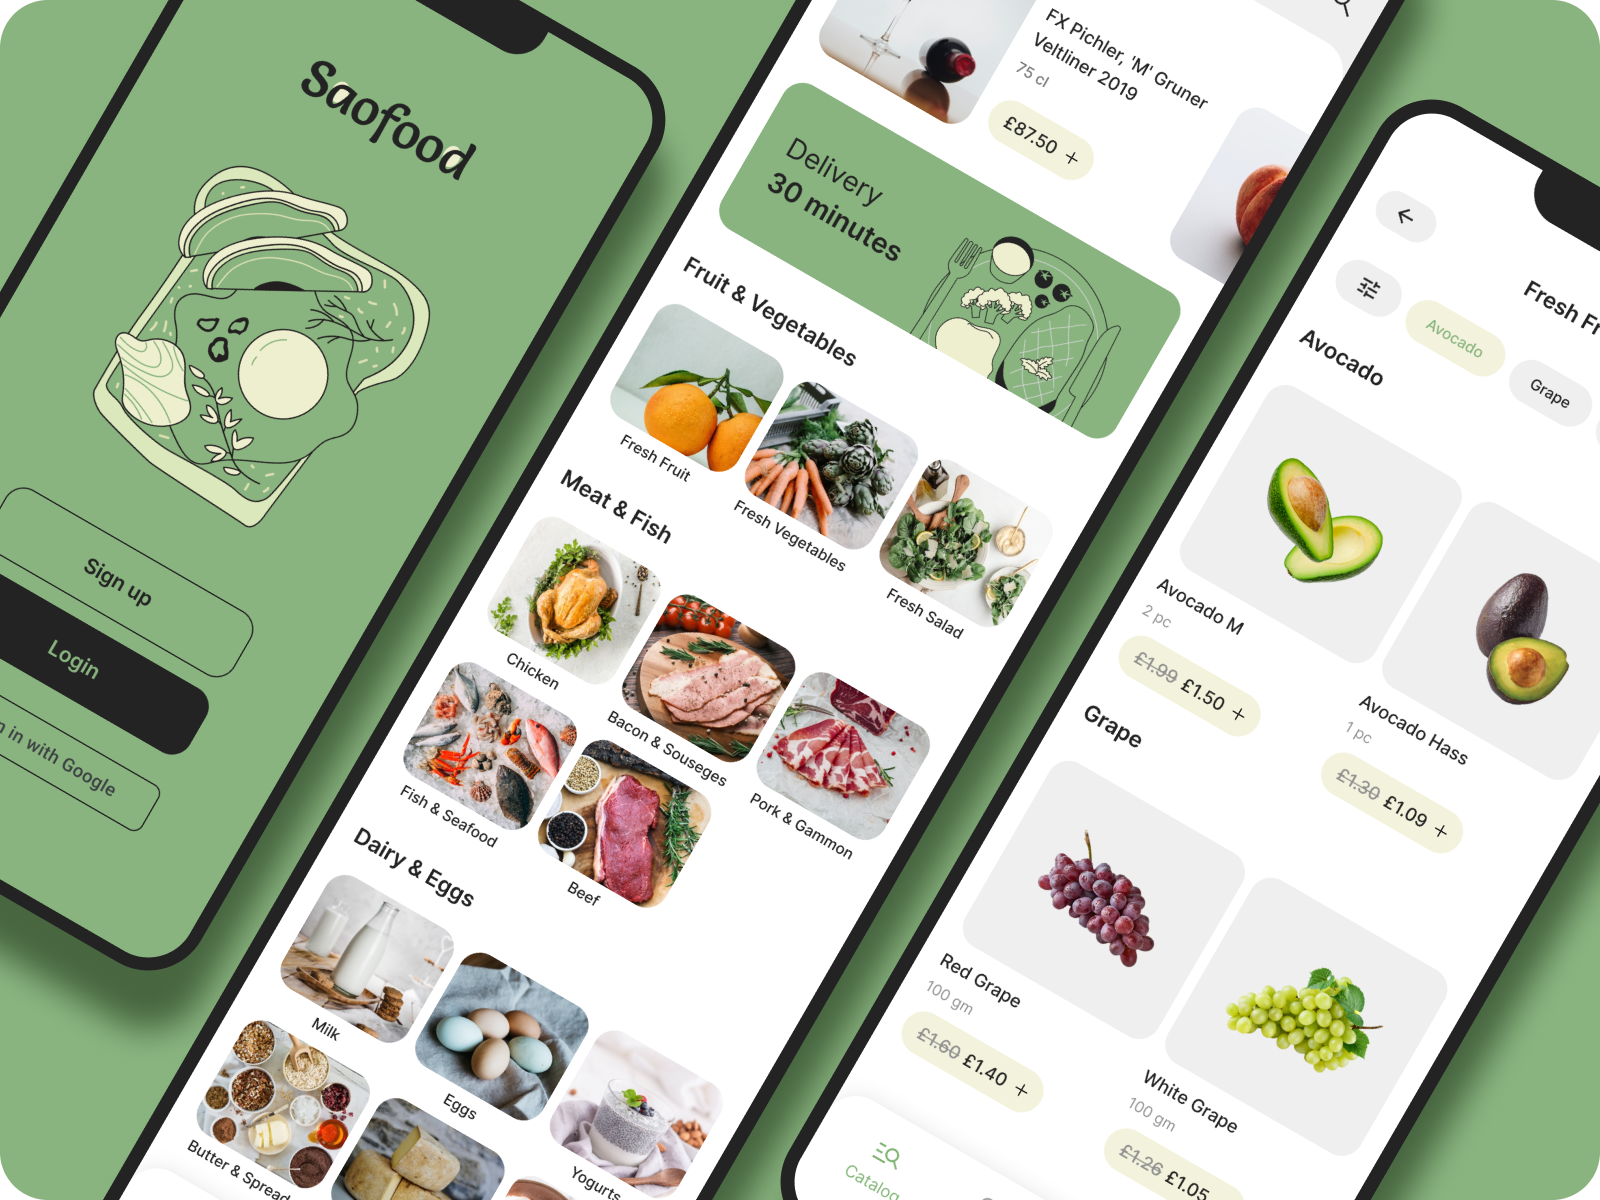 Saofood
Sign up
Login
in with Google
FX Pichler, 'M' Gruner
Veltliner 2019
75 cl
£87.50 +
Delivery
30 minutes
Fruit & Vegetables
Fresh Fruit
Fresh Vegetables
Fresh Salad
Meat & Fish
Chicken
Bacon & Souseges
Pork & Gammon
Fish & Seafood
Beef
Dairy & Eggs
Milk
Eggs
Yogurts
Butter & Spread
Fresh Fr
Avocado
Grape
Avocado
Avocado M
2 pc
£1.99 £1.50 +
Avocado Hass
1 pc
£1.30 £1.09 +
Grape
Red Grape
100 gm
£1.60 £1.40 +
White Grape
100 gm
£1.26 £1.05
Catalog